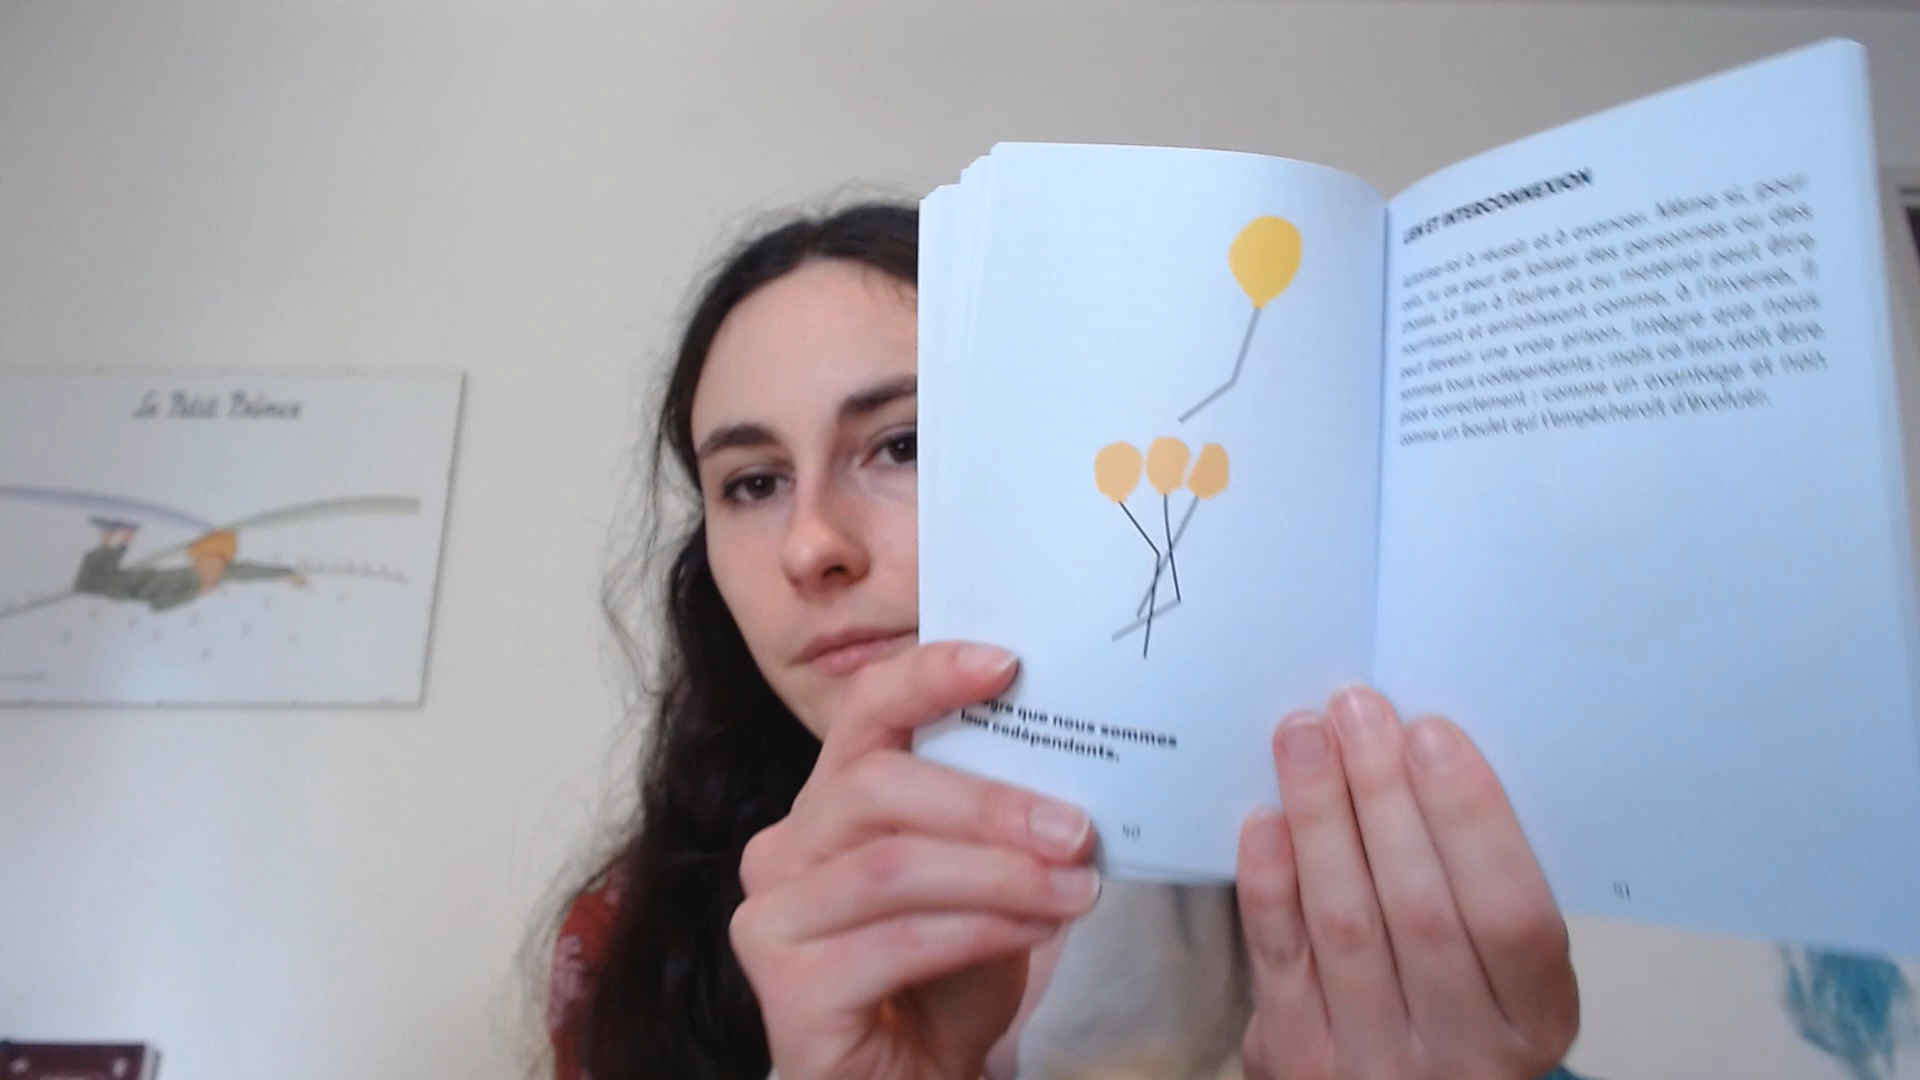 Le Petit Prince
que nous sommes
tous codépendants.
40
LIEN ET INTERCONNEXION
Autorise-toi à réussir et à avancer. Même si, pour
cela, tu as peur de laisser des personnes ou des
choses. Le lien à l'autre et au matériel peut être
nourrissant et enrichissant comme, à l'inverse, il
peut devenir une vraie prison. Intègre que nous
sommes tous codépendants ; mais ce lien doit être
placé correctement : comme un avantage et non
comme un boulet qui t'empêcherait d'évoluer.
41